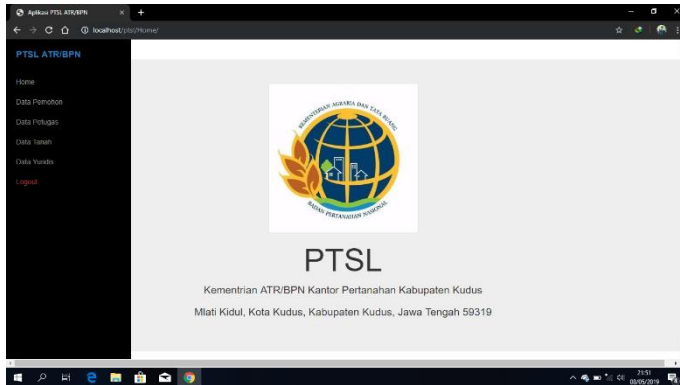 Aplikasi PTSL ATR/BPN
localhost/ptsl/Home/
PTSL ATR/BPN
Home
Data Pemohon
Data Petugas
Data Tanah
Data Yuridis
Logout
KEMENTERIAN AGRARIA DAN TATA RUANG
BADAN PERTANAHAN NASIONAL
PTSL
Kementrian ATR/BPN Kantor Pertanahan Kabupaten Kudus
Mlati Kidul, Kota Kudus, Kabupaten Kudus, Jawa Tengah 59319
21:51
03/05/2019